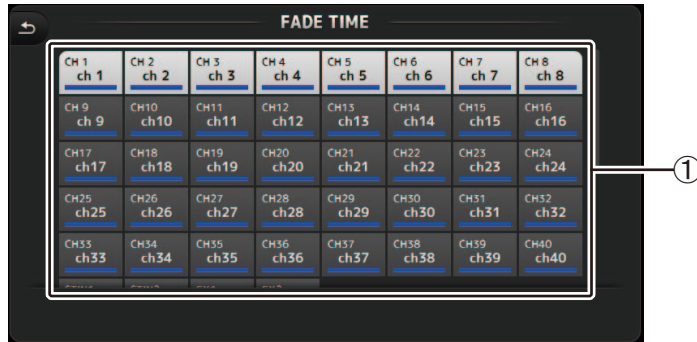 FADE TIME
CH 1 CH 2 CH 3 CH 4 CH 5 CH 6 CH 7 CH 8
ch 1 ch 2 ch 3 ch 4 ch 5 ch 6 ch 7 ch 8
CH 9 CH10 CH11 CH12 CH13 CH14 CH15 CH16
ch 9 ch10 ch11 ch12 ch13 ch14 ch15 ch16
①
CH17 CH18 CH19 CH20 CH21 CH22 CH23 CH24
ch17 ch18 ch19 ch20 ch21 ch22 ch23 ch24
CH25 CH26 CH27 CH28 CH29 CH30 CH31 CH32
ch25 ch26 ch27 ch28 ch29 ch30 ch31 ch32
CH33 CH34 CH35 CH36 CH37 CH38 CH39 CH40
ch33 ch34 ch35 ch36 ch37 ch38 ch39 ch40